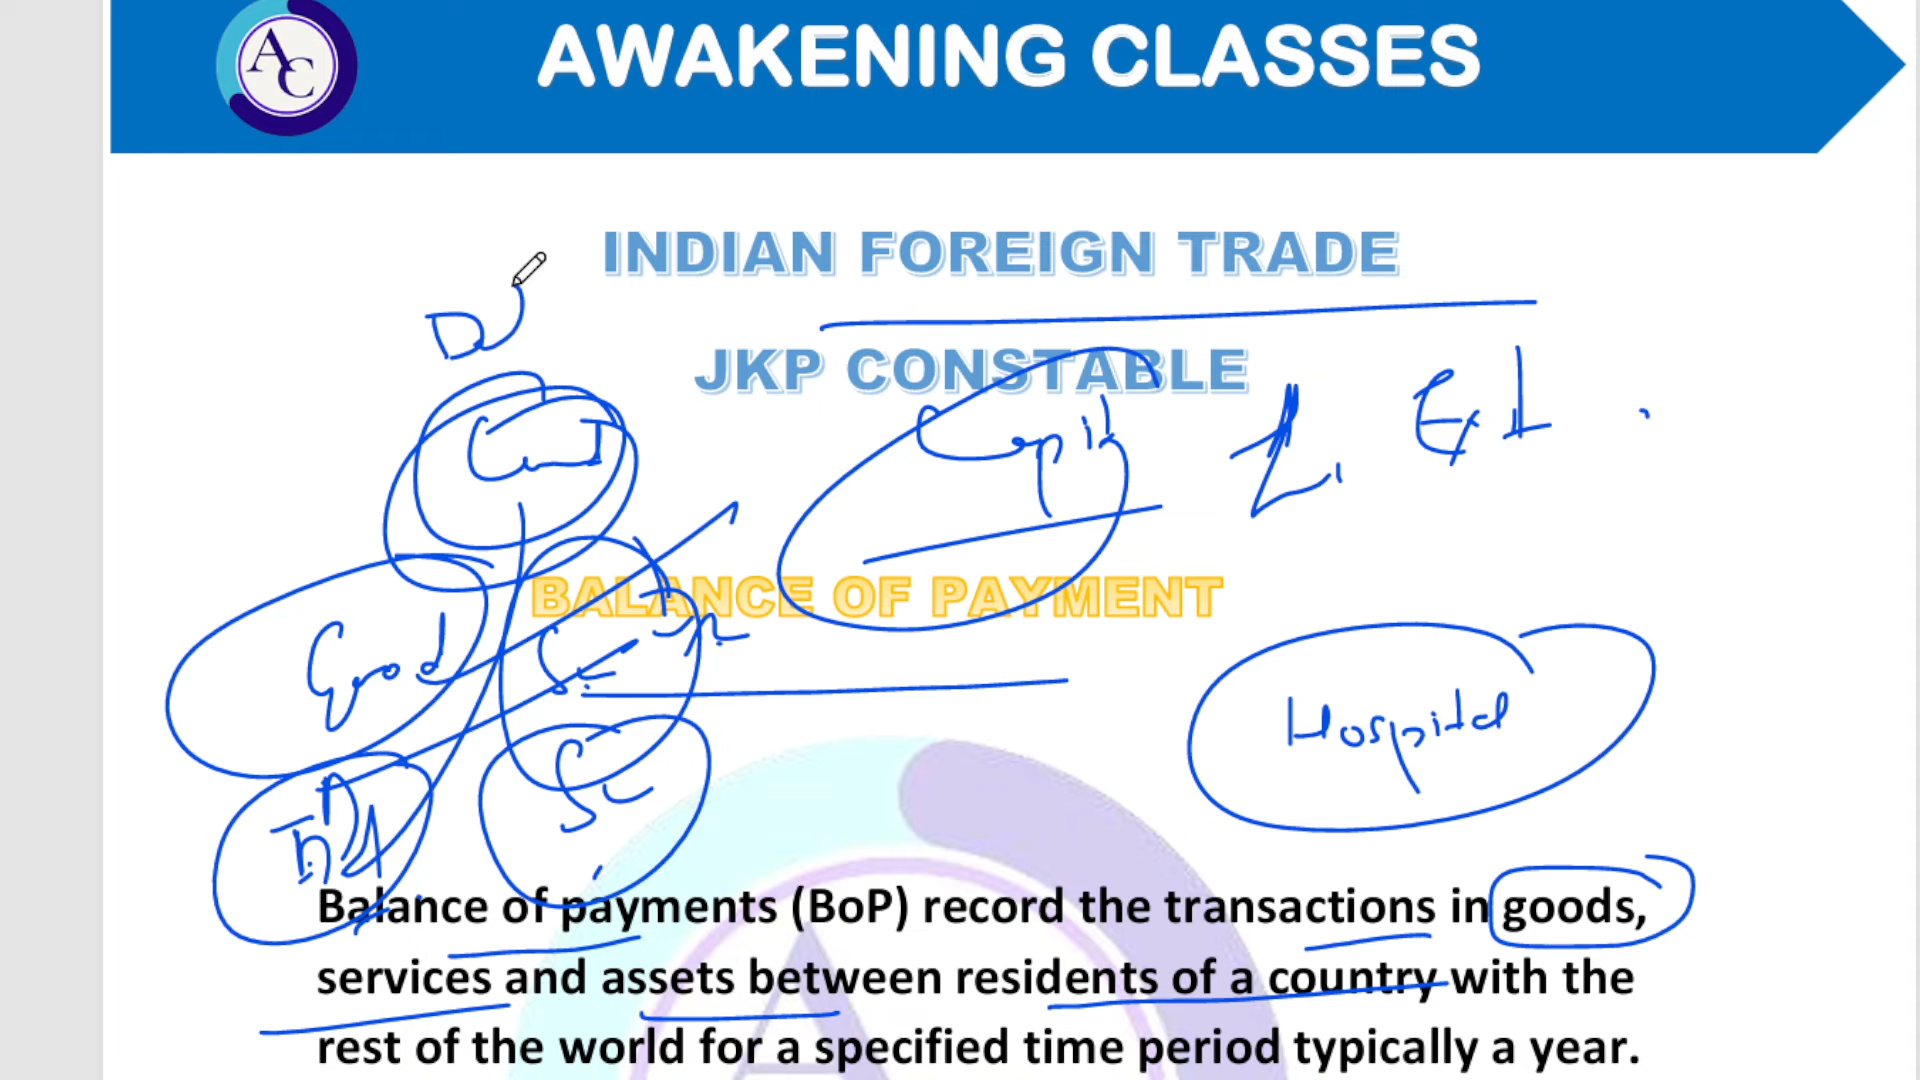 AC
AWAKENING CLASSES
INDIAN FOREIGN TRADE
JKP CONSTABLE
BALANCE OF PAYMENT
Good
Hospital
Balance of payments (BoP) record the transactions in goods,
services and assets between residents of a country with the
rest of the world for a specified time period typically a year.